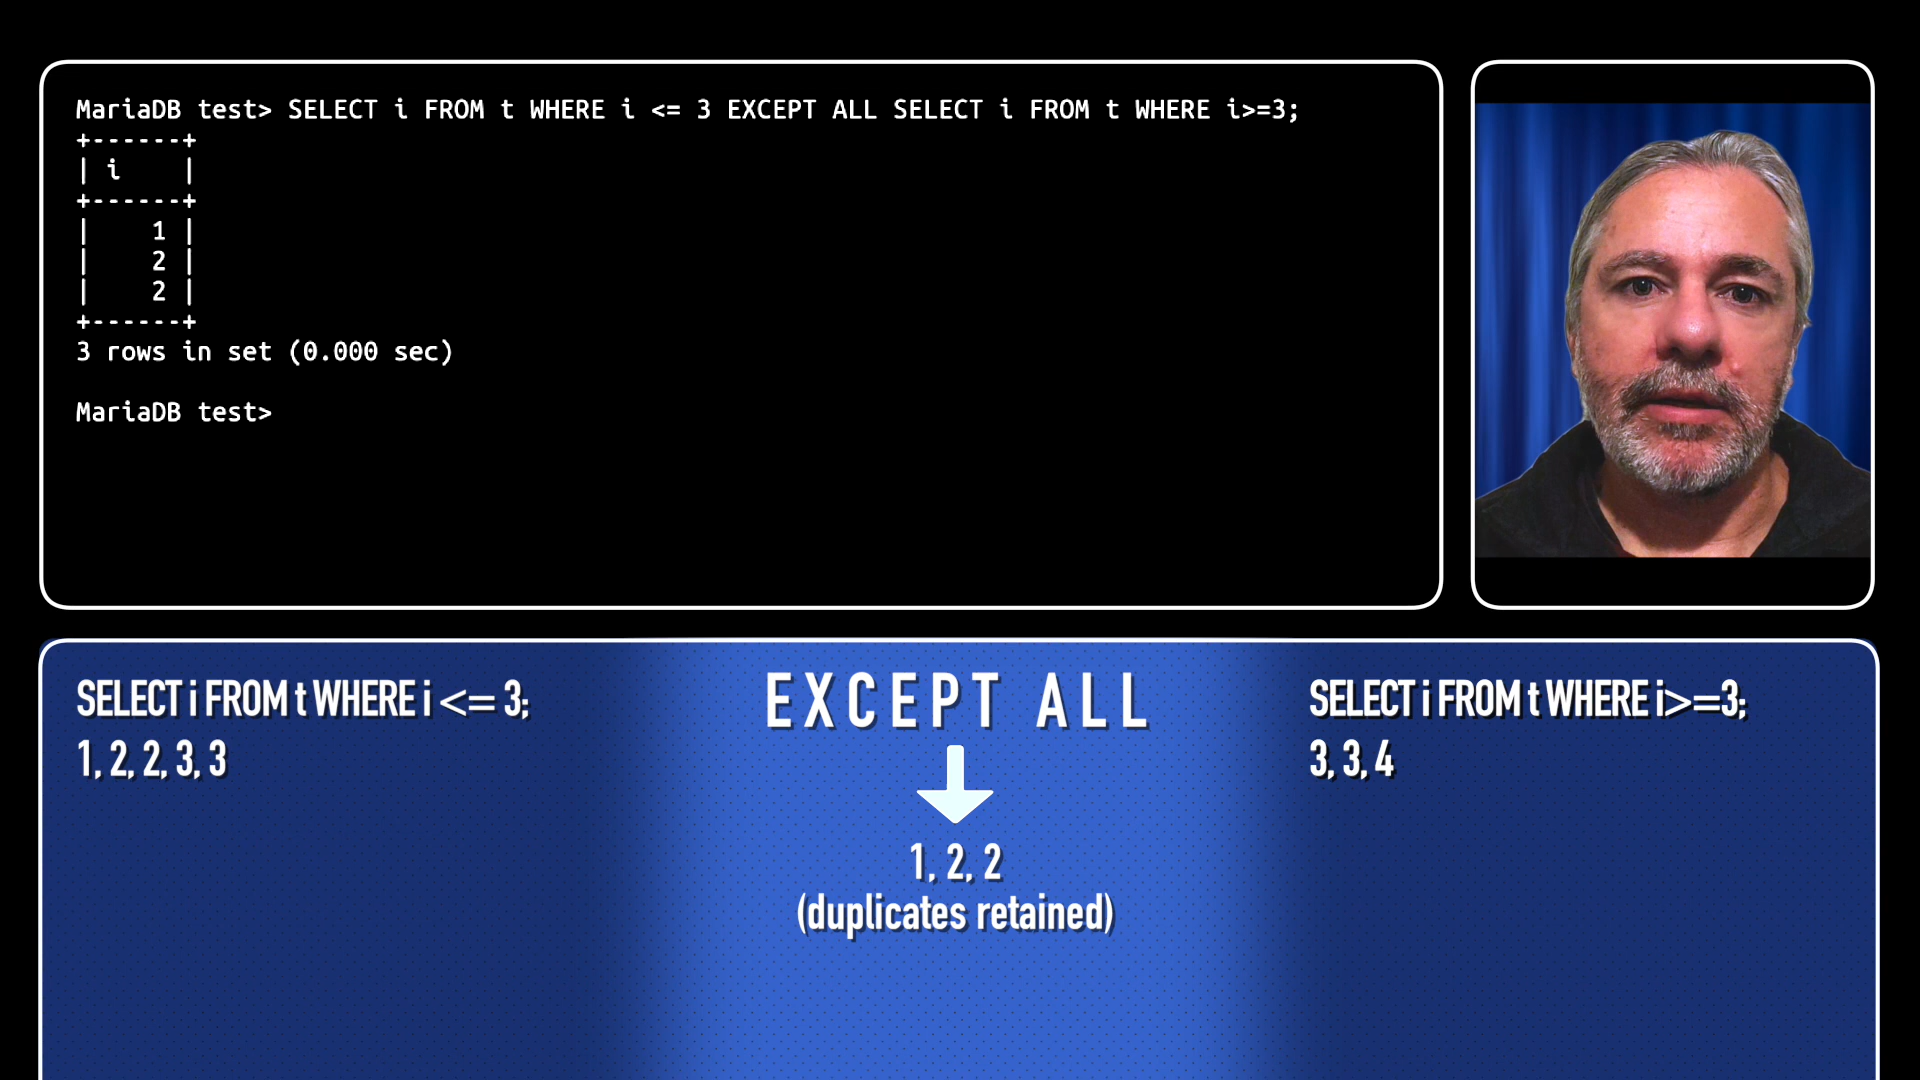 MariaDB test> SELECT i FROM t WHERE i <= 3 EXCEPT ALL SELECT i FROM t WHERE i>=3;
+------+
| i    |
+------+
|    1 |
|    2 |
|    2 |
+------+
3 rows in set (0.000 sec)
MariaDB test>
SELECT i FROM t WHERE i <= 3;
1, 2, 2, 3, 3
EXCEPT ALL
1, 2, 2
(duplicates retained)
SELECT i FROM t WHERE i>=3;
3, 3, 4